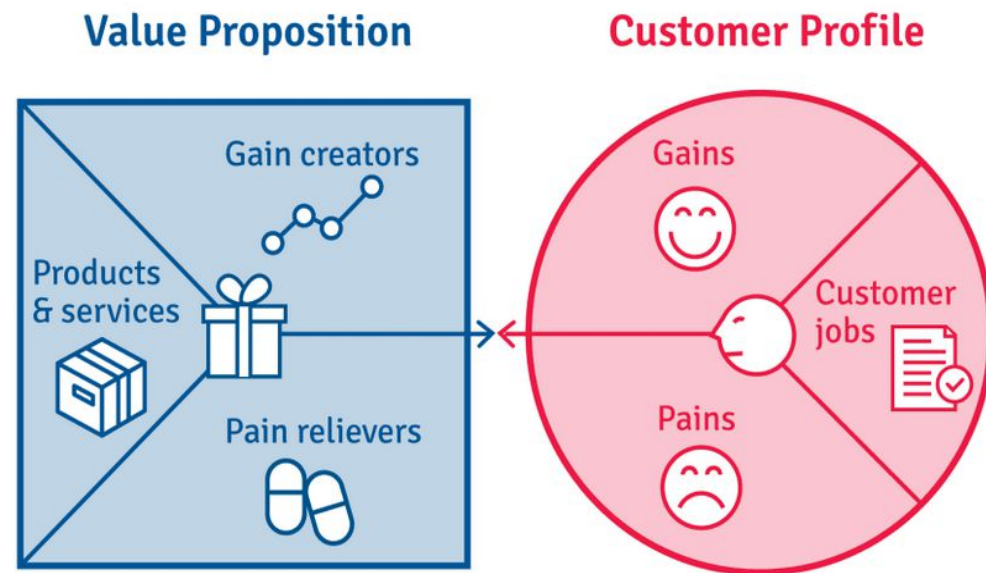 Value Proposition
Customer Profile
Gain creators
Products
& services
Pain relievers
Gains
Customer
jobs
Pains